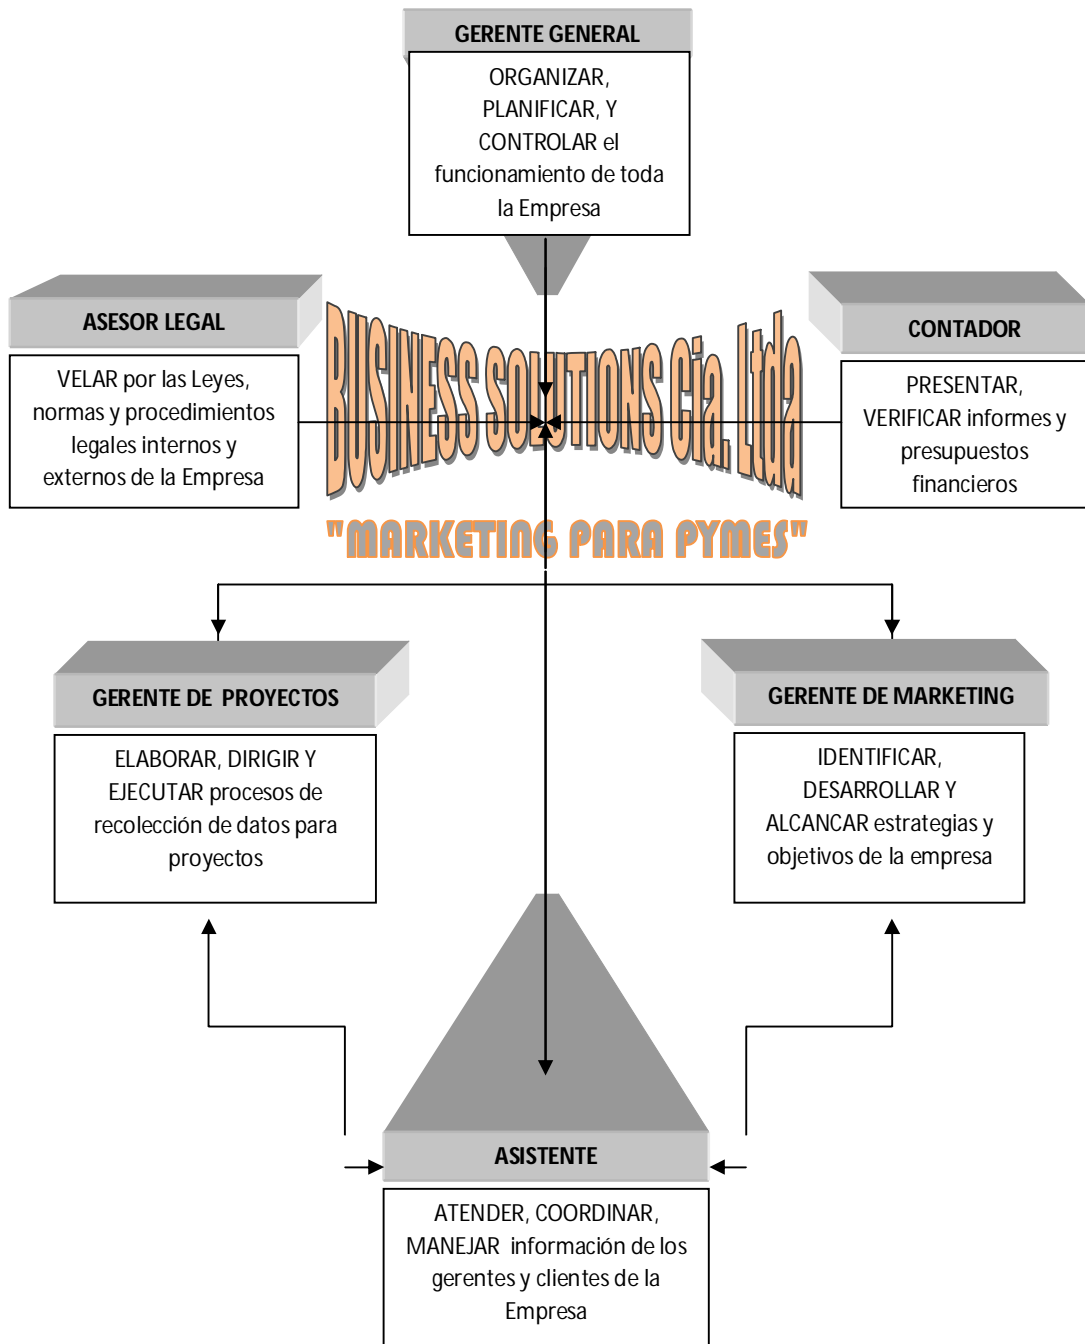 GERENTE GENERAL
ORGANIZAR,
PLANIFICAR, Y
CONTROLAR el
funcionamiento de toda
la Empresa
ASESOR LEGAL
VELAR por las Leyes,
normas y procedimientos
legales internos y
externos de la Empresa
BUSINESS SOLUTIONS Cia. Ltda
"MARKETING PARA PYMES"
CONTADOR
PRESENTAR,
VERIFICAR informes y
presupuestos
financieros
GERENTE DE PROYECTOS
ELABORAR, DIRIGIR Y
EJECUTAR procesos de
recolección de datos para
proyectos
GERENTE DE MARKETING
IDENTIFICAR,
DESARROLLAR Y
ALCANCAR estrategias y
objetivos de la empresa
ASISTENTE
ATENDER, COORDINAR,
MANEJAR información de los
gerentes y clientes de la
Empresa